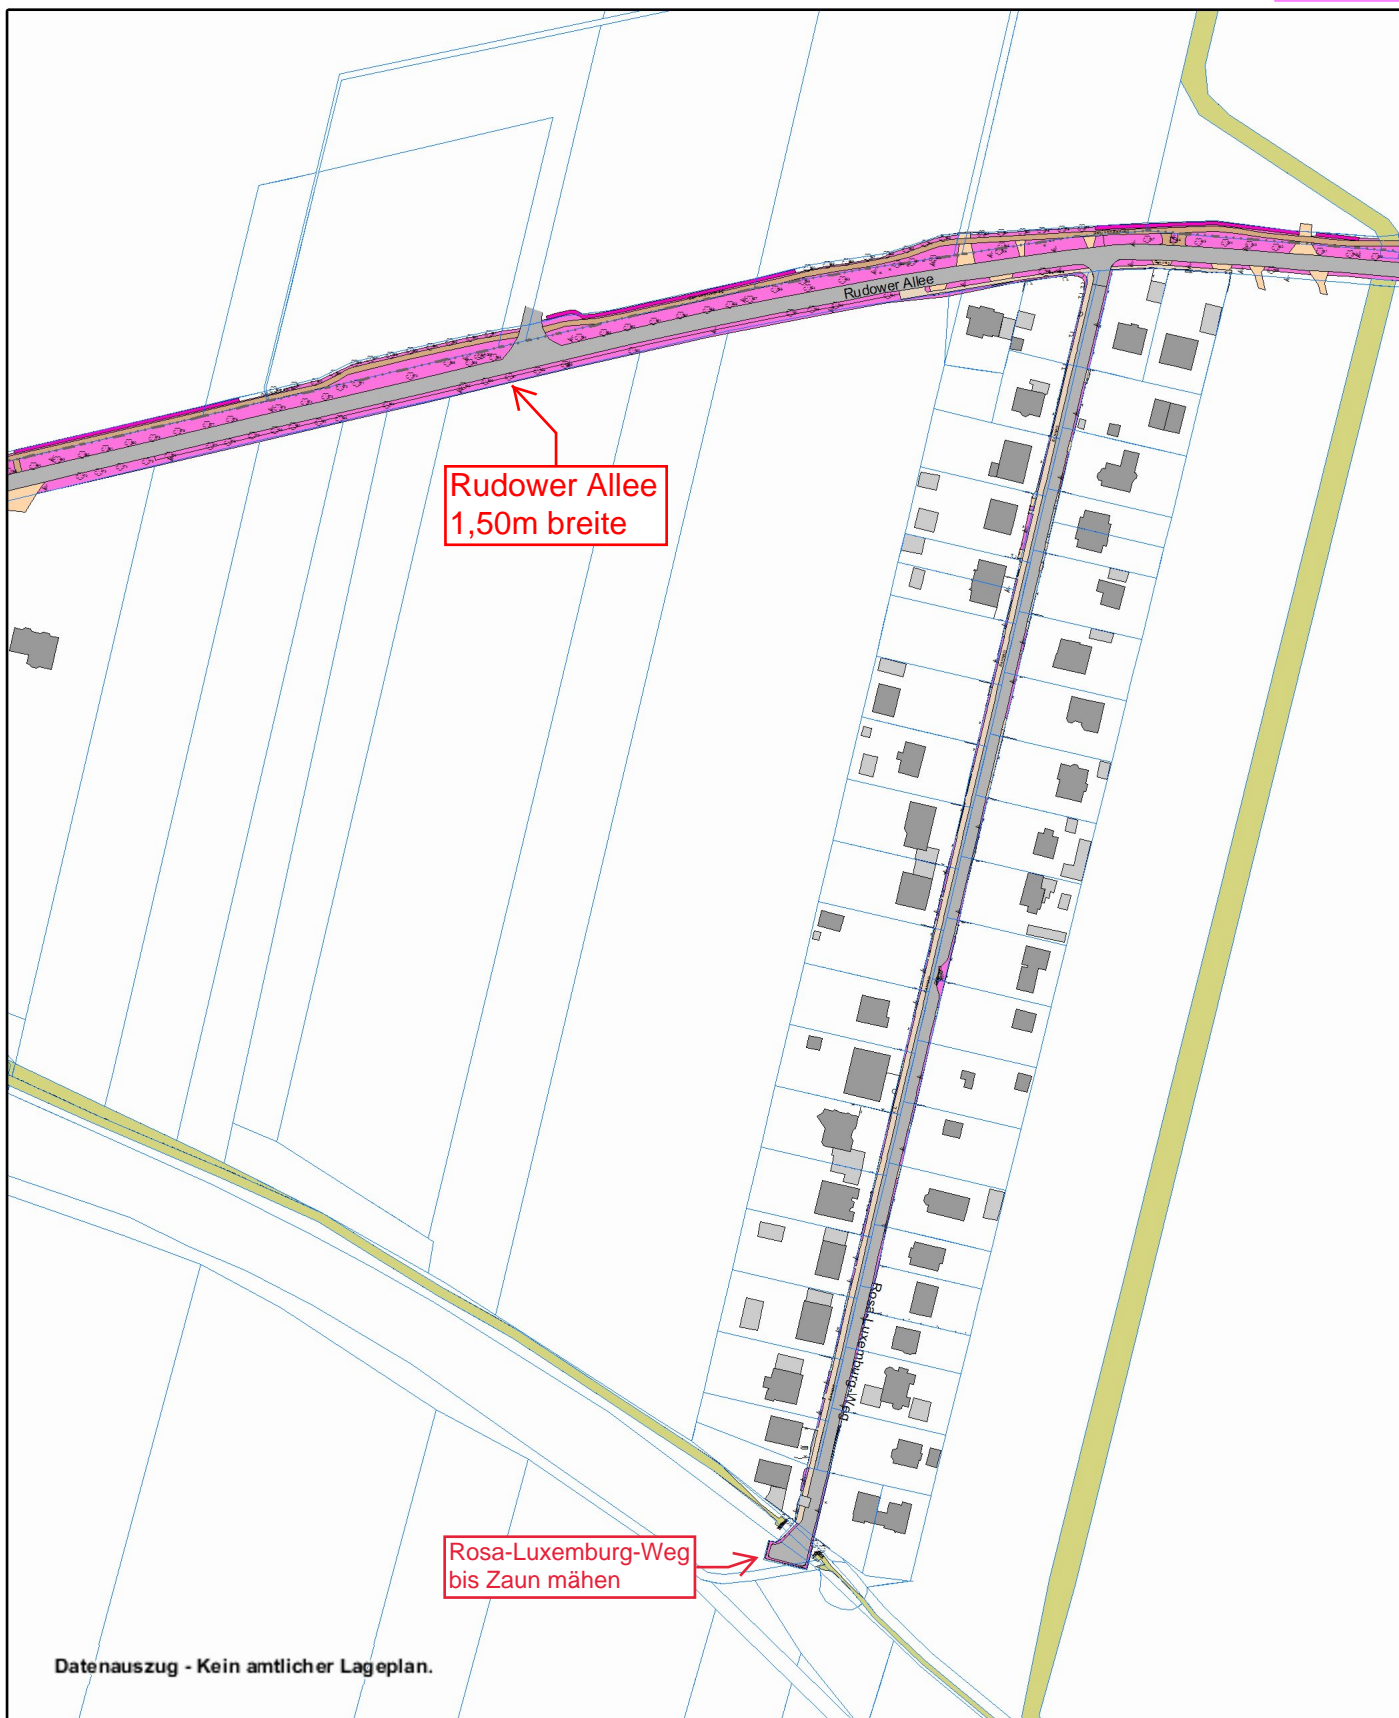 Rudower Allee
Rudower Allee
1,50m breite
Rosa-Luxemburg-Weg
Rosa-Luxemburg-Weg
bis Zaun mähen
Datenauszug - Kein amtlicher Lageplan.